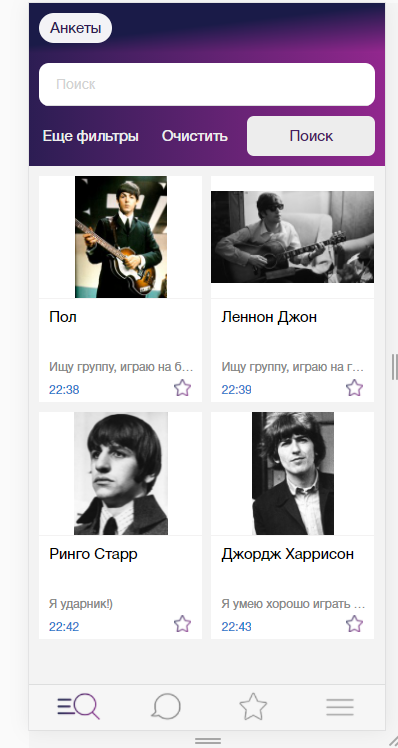 Анкеты
Поиск
Еще фильтры Очистить Поиск
Пол
Ищу группу, играю на б...
22:38
Леннон Джон
Ищу группу, играю на г...
22:39
Ринго Старр
Я ударник!)
22:42
Джордж Харрисон
Я умею хорошо играть ...
22:43